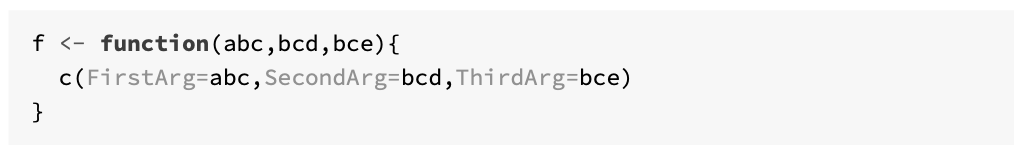 f <- function(abc,bcd,bce){
  c(FirstArg=abc,SecondArg=bcd,ThirdArg=bce)
}